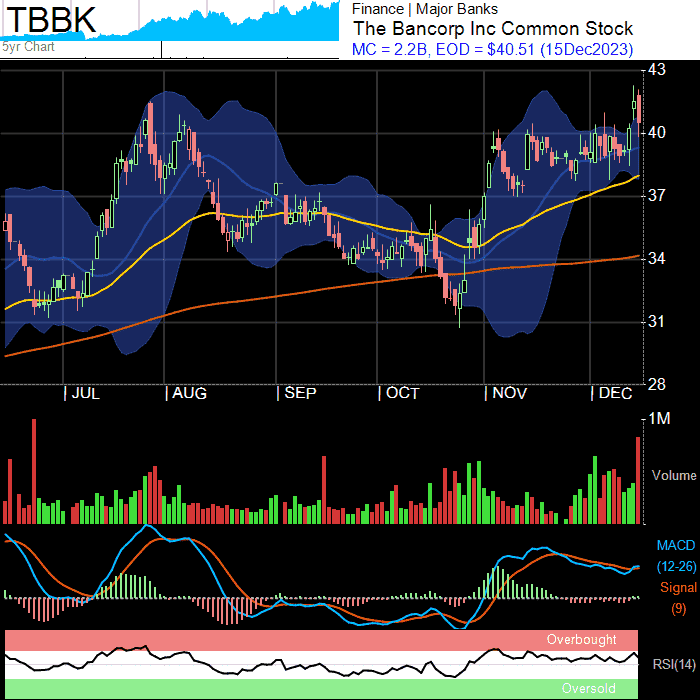 TBBK
5yr Chart
Finance | Major Banks
The Bancorp Inc Common Stock
MC = 2.2B, EOD = $40.51 (15Dec2023)
43
40
37
34
31
28
| JUL | AUG | SEP | OCT | NOV | DEC
1M
Volume
MACD
(12-26)
Signal
(9)
Overbought
RSI(14)
Oversold